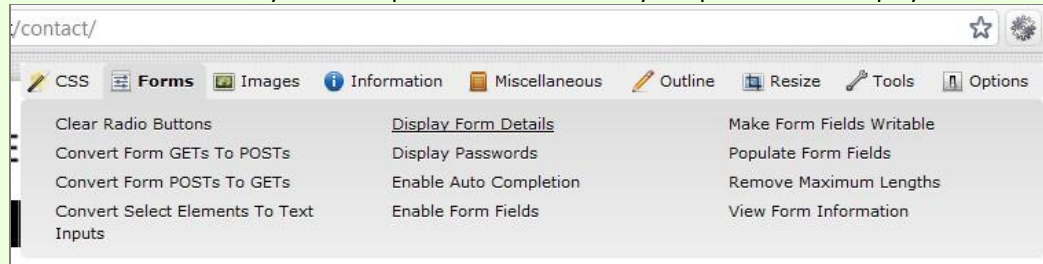 /contact/
CSS Forms Images Information Miscellaneous Outline Resize Tools Options
Clear Radio Buttons
Convert Form GETs To POSTs
Convert Form POSTs To GETs
Convert Select Elements To Text
Inputs
Display Form Details
Display Passwords
Enable Auto Completion
Enable Form Fields
Make Form Fields Writable
Populate Form Fields
Remove Maximum Lengths
View Form Information